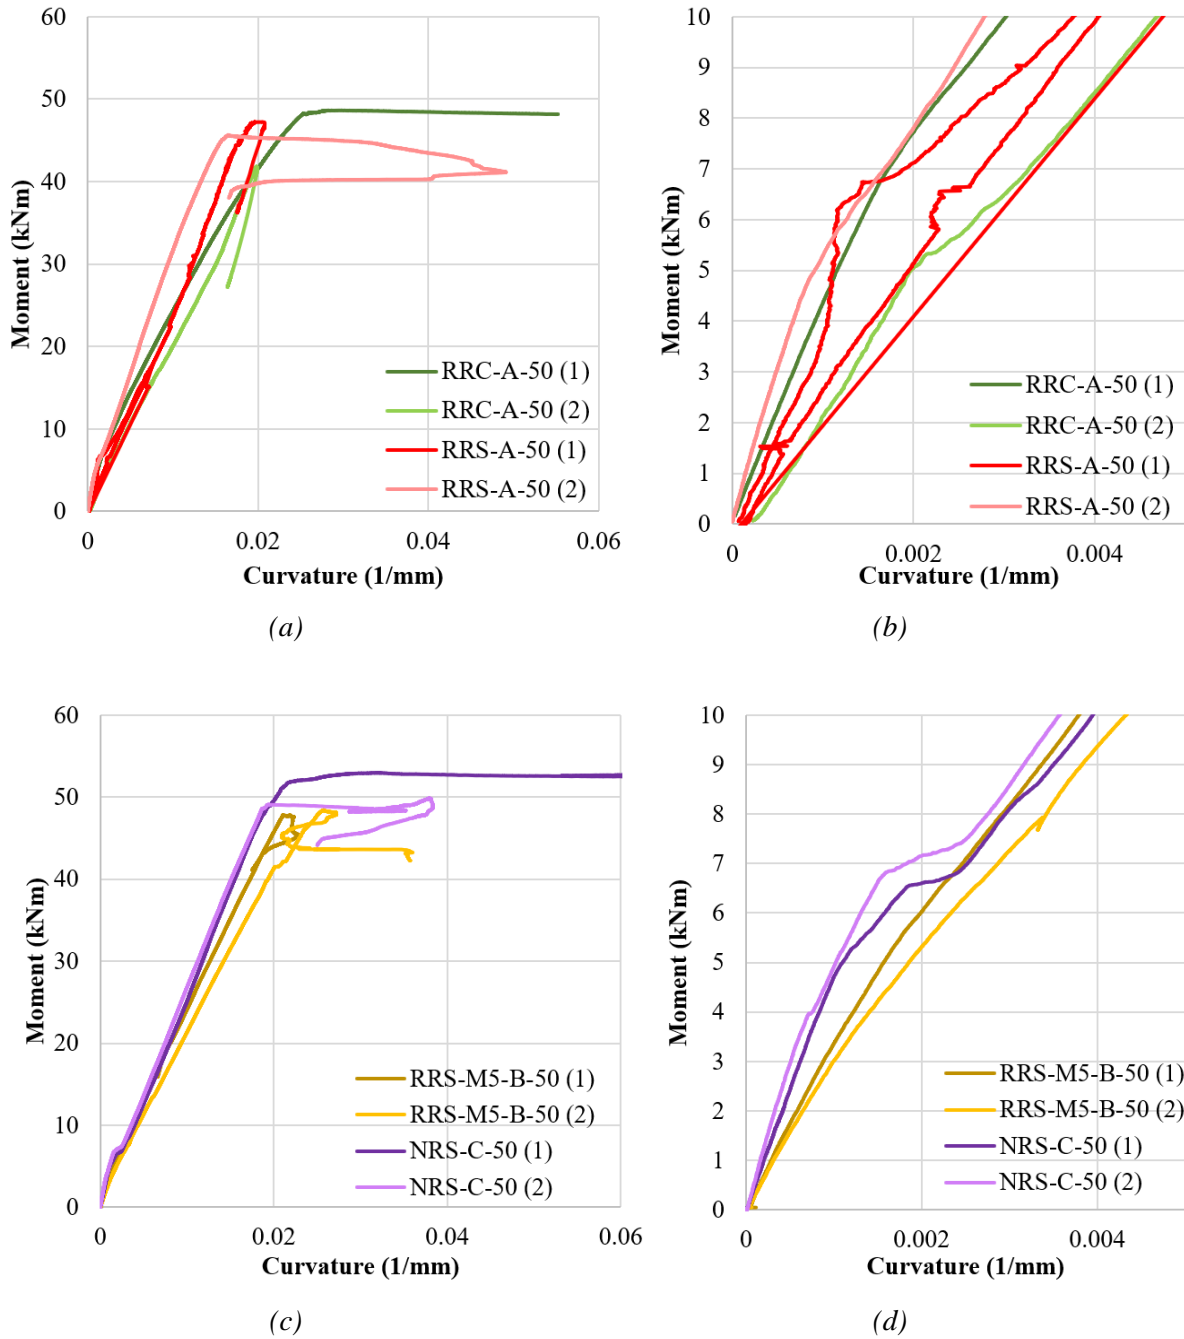 60
50
40
30
20
10
0
Moment (kNm)
0
0.02
0.04
0.06
Curvature (1/mm)
RRC-A-50 (1)
RRC-A-50 (2)
RRS-A-50 (1)
RRS-A-50 (2)
(a)
10
9
8
7
6
5
4
3
2
1
0
Moment (kNm)
0
0.002
0.004
Curvature (1/mm)
RRC-A-50 (1)
RRC-A-50 (2)
RRS-A-50 (1)
RRS-A-50 (2)
(b)
60
50
40
30
20
10
0
Moment (kNm)
0
0.02
0.04
0.06
Curvature (1/mm)
RRS-M5-B-50 (1)
RRS-M5-B-50 (2)
NRS-C-50 (1)
NRS-C-50 (2)
(c)
10
9
8
7
6
5
4
3
2
1
0
Moment (kNm)
0
0.002
0.004
Curvature (1/mm)
RRS-M5-B-50 (1)
RRS-M5-B-50 (2)
NRS-C-50 (1)
NRS-C-50 (2)
(d)